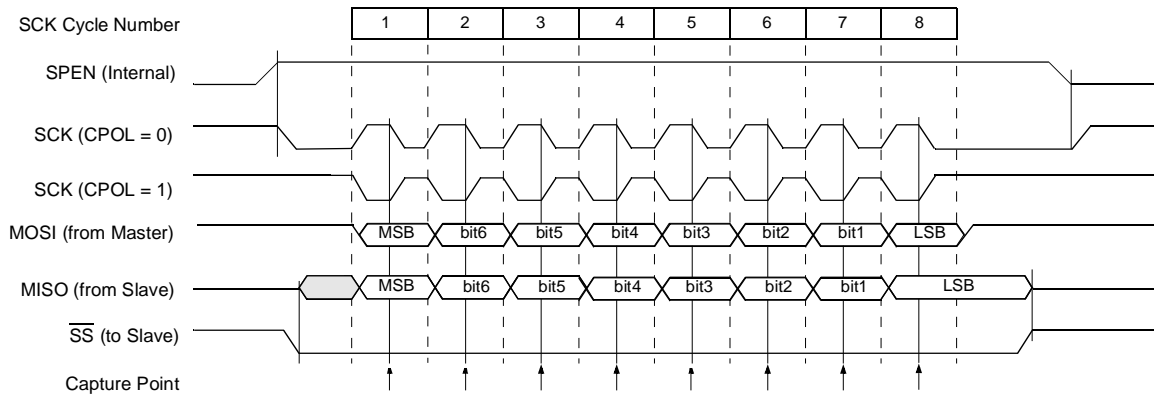 SCK Cycle Number 1 2 3 4 5 6 7 8
SPEN (Internal)
SCK (CPOL = 0)
SCK (CPOL = 1)
MOSI (from Master) MSB bit6 bit5 bit4 bit3 bit2 bit1 LSB
MISO (from Slave) MSB bit6 bit5 bit4 bit3 bit2 bit1 LSB
SS (to Slave)
Capture Point